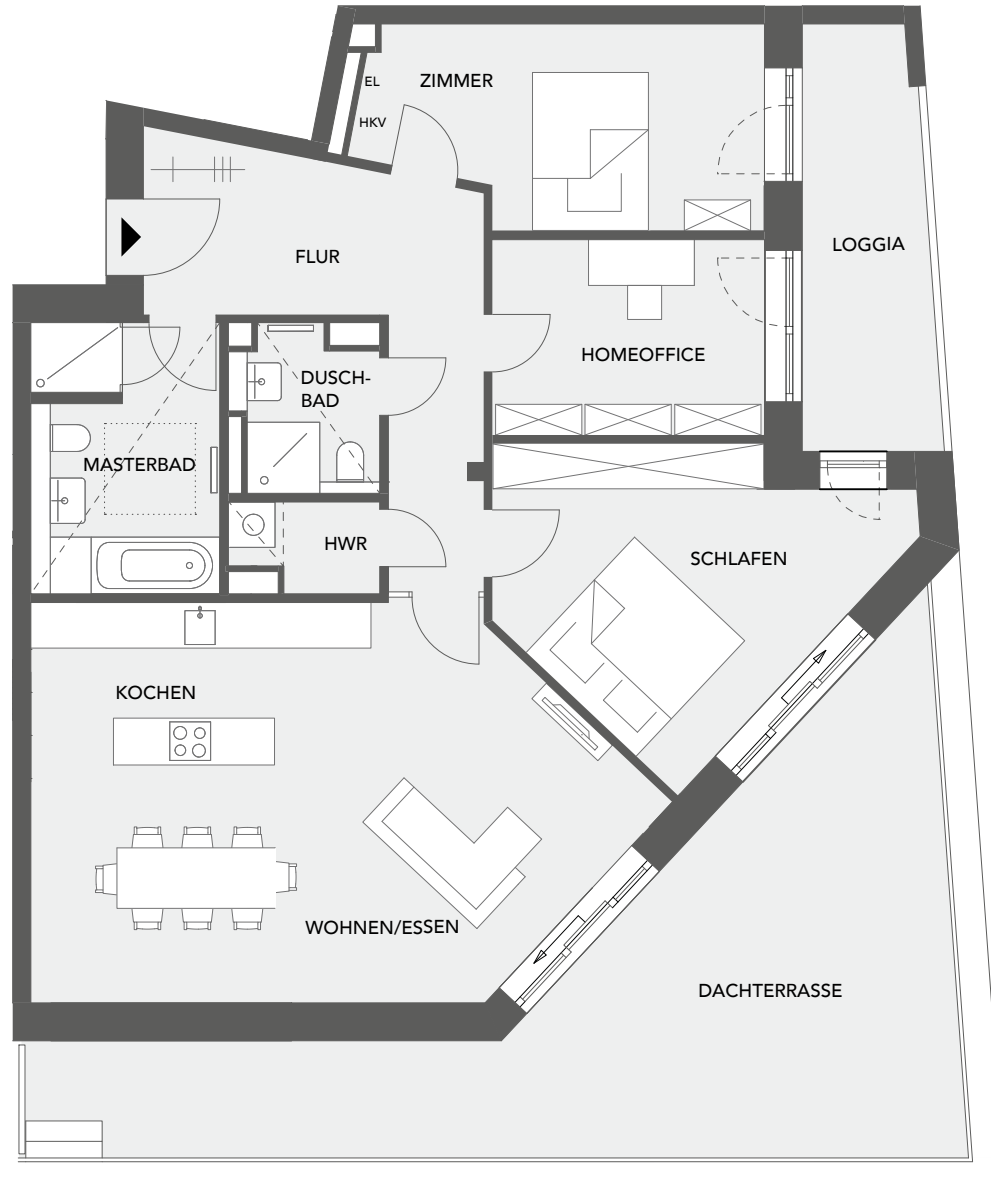 EL
ZIMMER
HKV
LOGGIA
FLUR
HOMEOFFICE
DUSCH-
BAD
MASTERBAD
HWR
SCHLAFEN
KOCHEN
WOHNEN/ESSEN
DACHTERRASSE